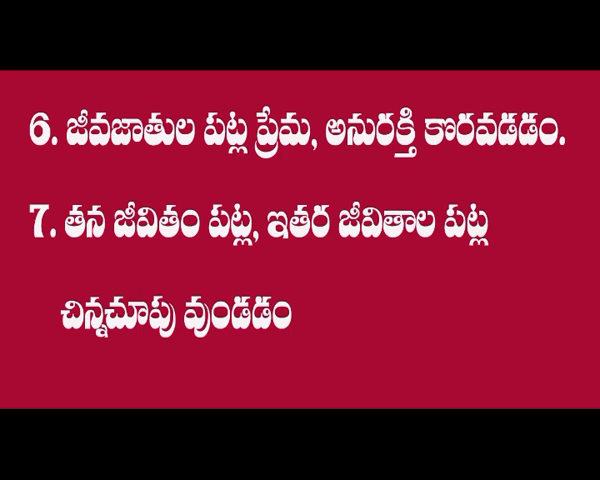 6. జీవజాతుల పట్ల ప్రేమ, అనురక్తి కొరవడడం.
7. తన జీవితం పట్ల, ఇతర జీవితాల పట్ల
చిన్నచూపు వుండడం